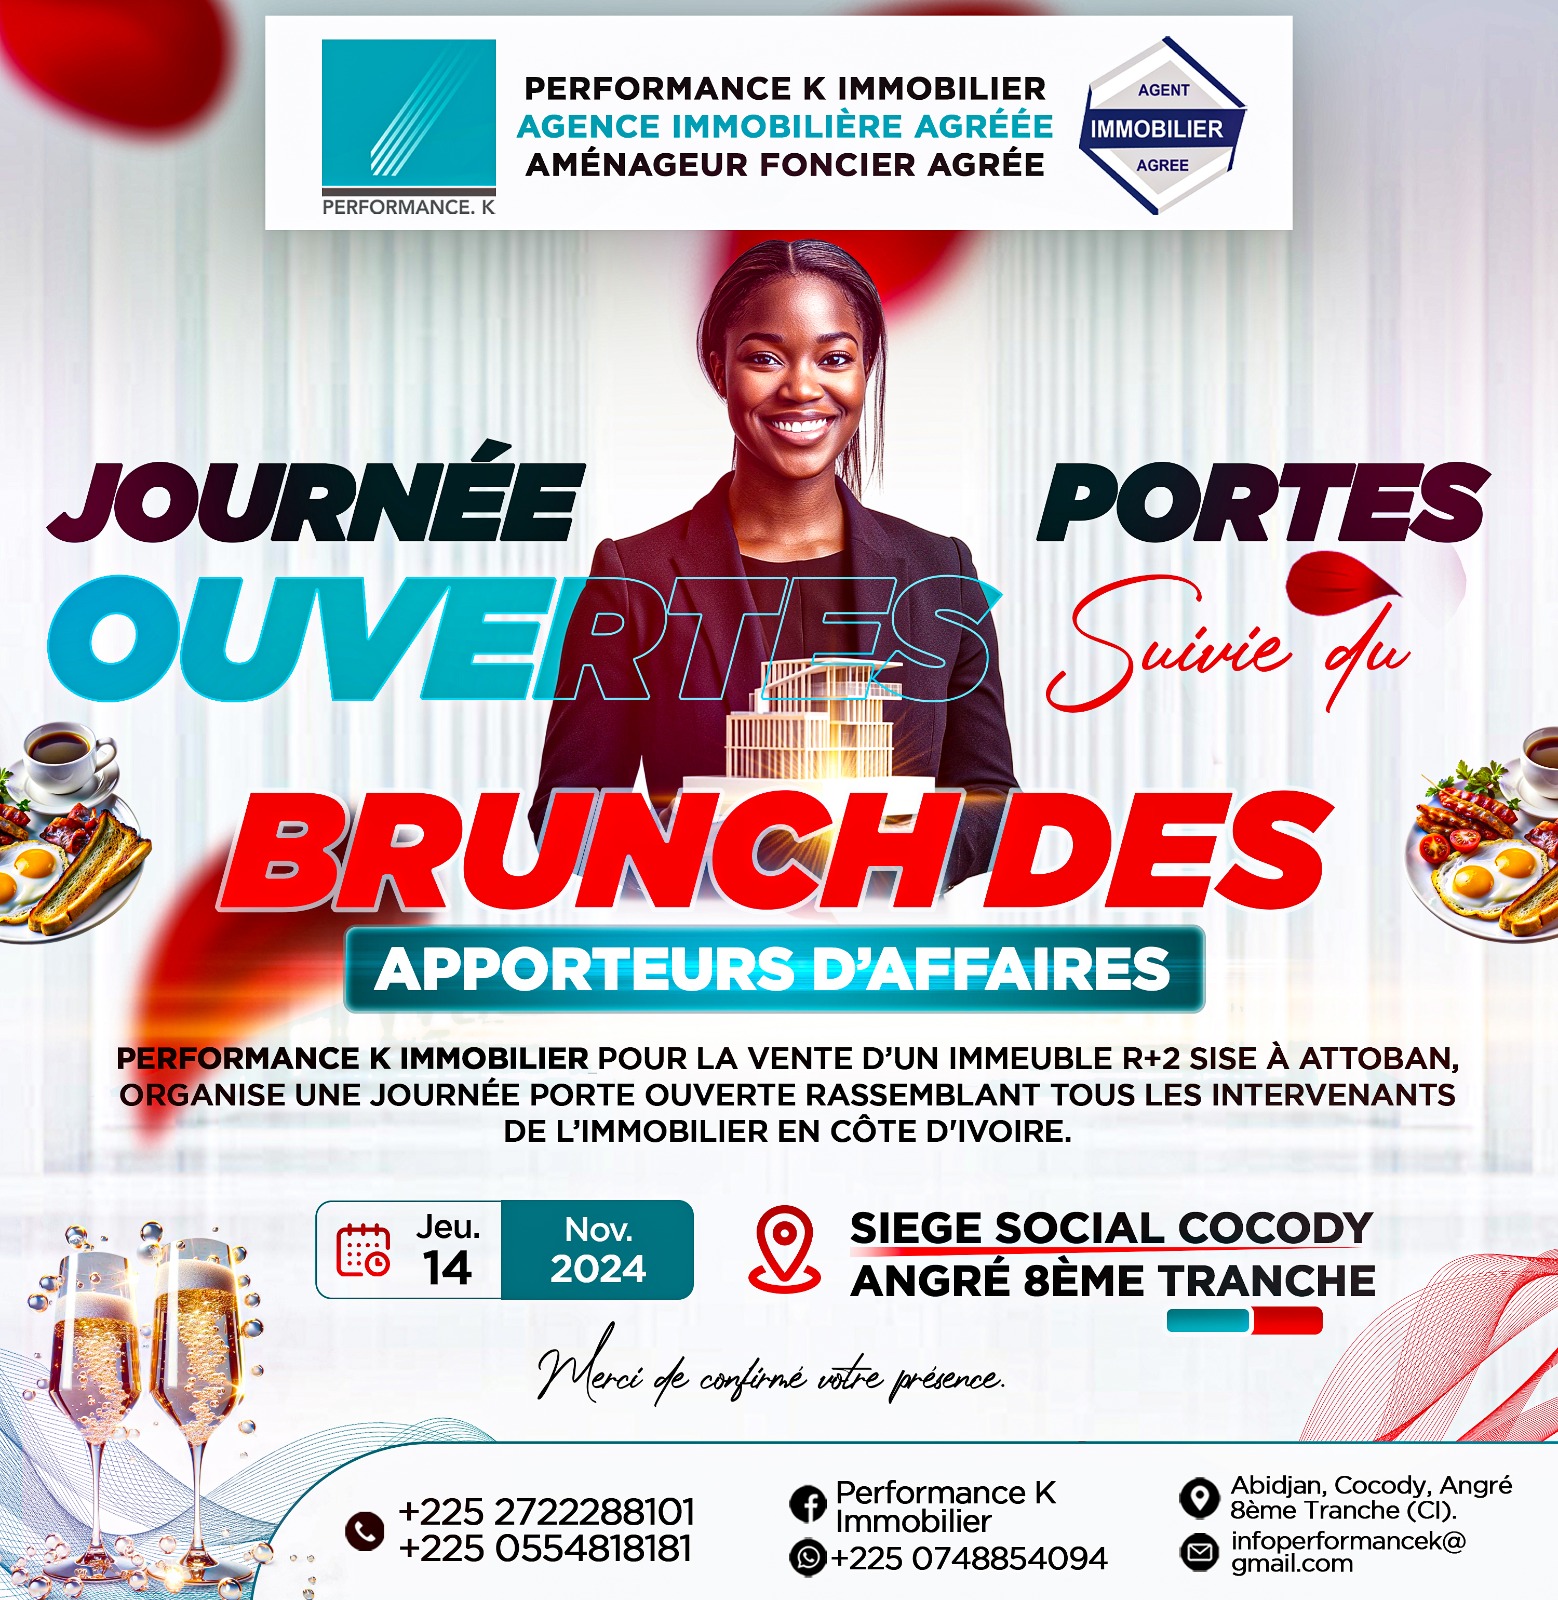 PERFORMANCE. K
PERFORMANCE K IMMOBILIER
AGENCE IMMOBILIÈRE AGRÉÉE
AMÉNAGEUR FONCIER AGRÉE
AGENT
IMMOBILIER
AGREE
JOURNÉE PORTES
OUVERTES Suivie du
BRUNCH DES
APPORTEURS D'AFFAIRES
PERFORMANCE K IMMOBILIER POUR LA VENTE D'UN IMMEUBLE R+2 SISE À ATTOBAN,
ORGANISE UNE JOURNÉE PORTE OUVERTE RASSEMBLANT TOUS LES INTERVENANTS
DE L'IMMOBILIER EN CÔTE D'IVOIRE.
Jeu.
14
Nov.
2024
SIEGE SOCIAL COCODY
ANGRÉ 8ÈME TRANCHE
Merci de confirmé votre présence.
+225 2722288101
+225 0554818181
Performance K
Immobilier
+225 0748854094
Abidjan, Cocody, Angré
8ème Tranche (CI).
infoperformancek@
gmail.com